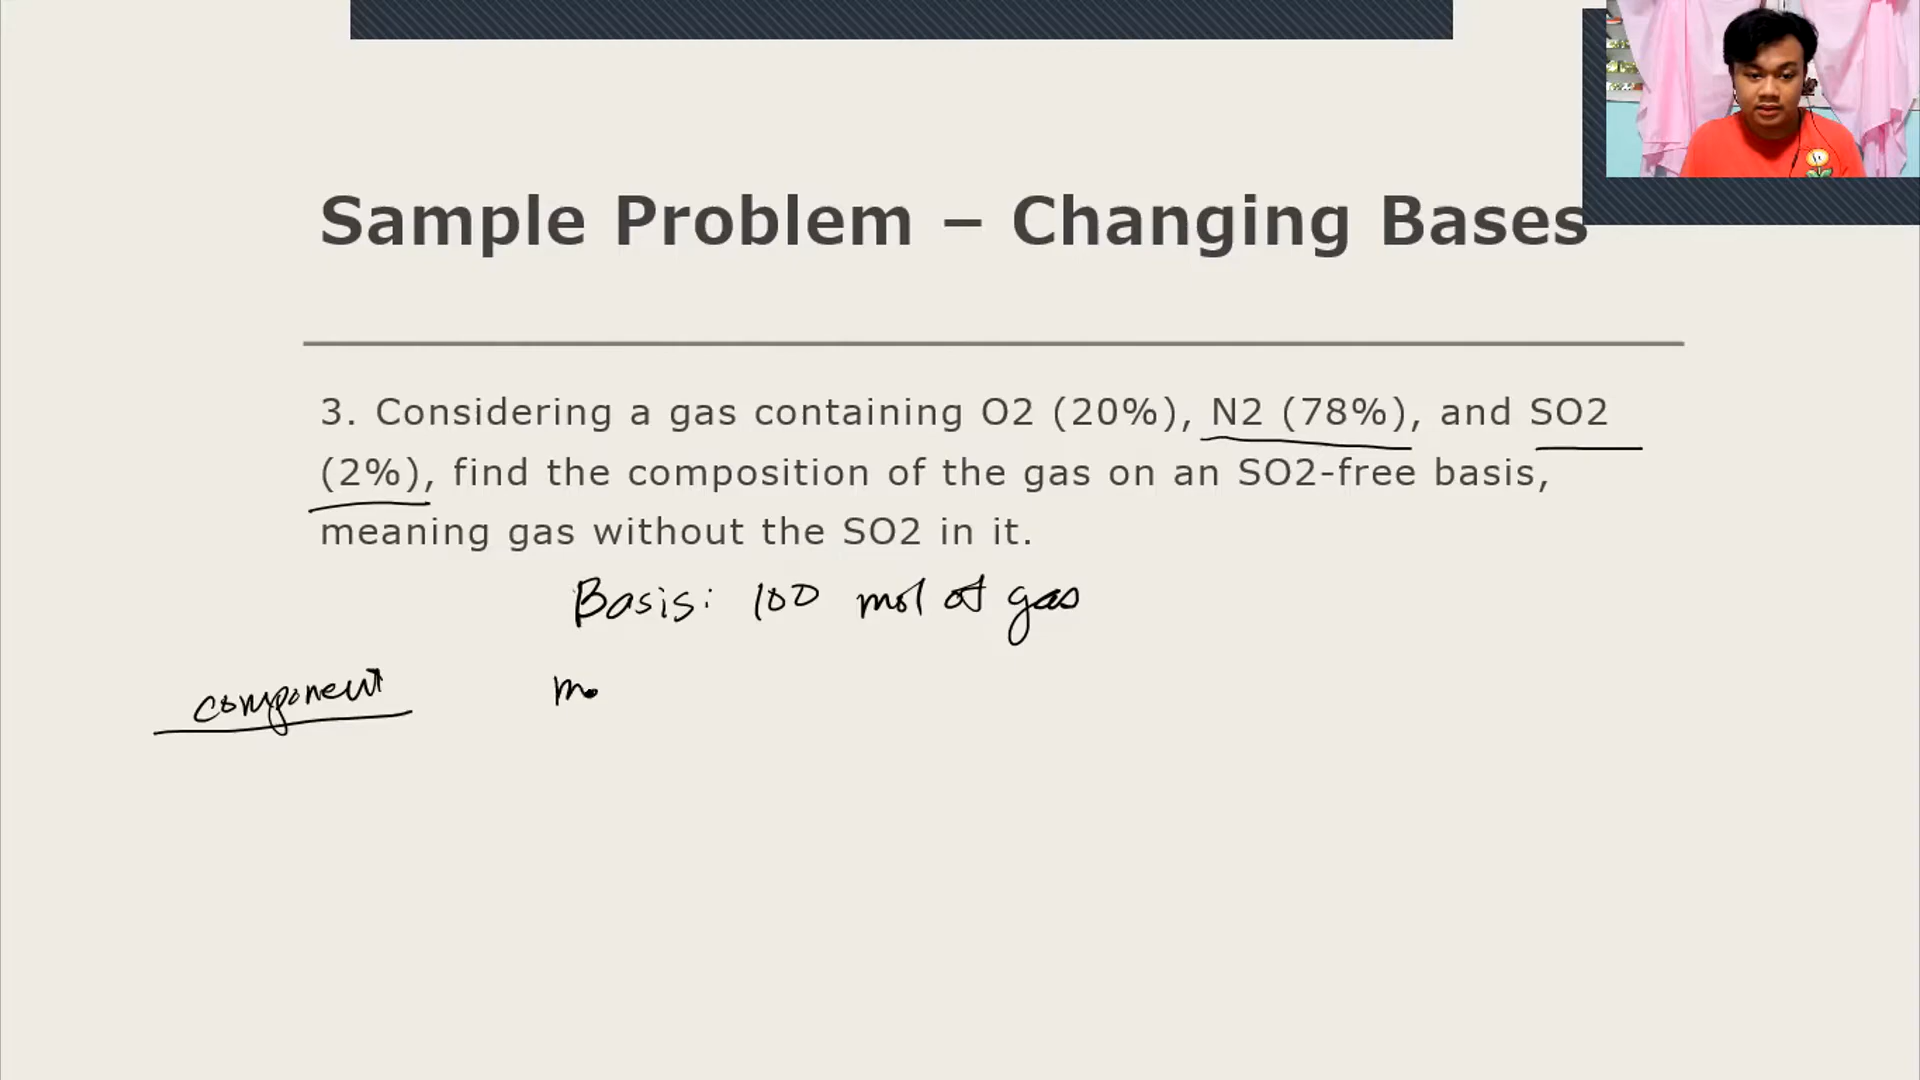 Sample Problem – Changing Bases
3. Considering a gas containing O2 (20%), N2 (78%), and SO2
(2%), find the composition of the gas on an SO2-free basis,
meaning gas without the SO2 in it.
Basis: 100 mol of gas
component mo